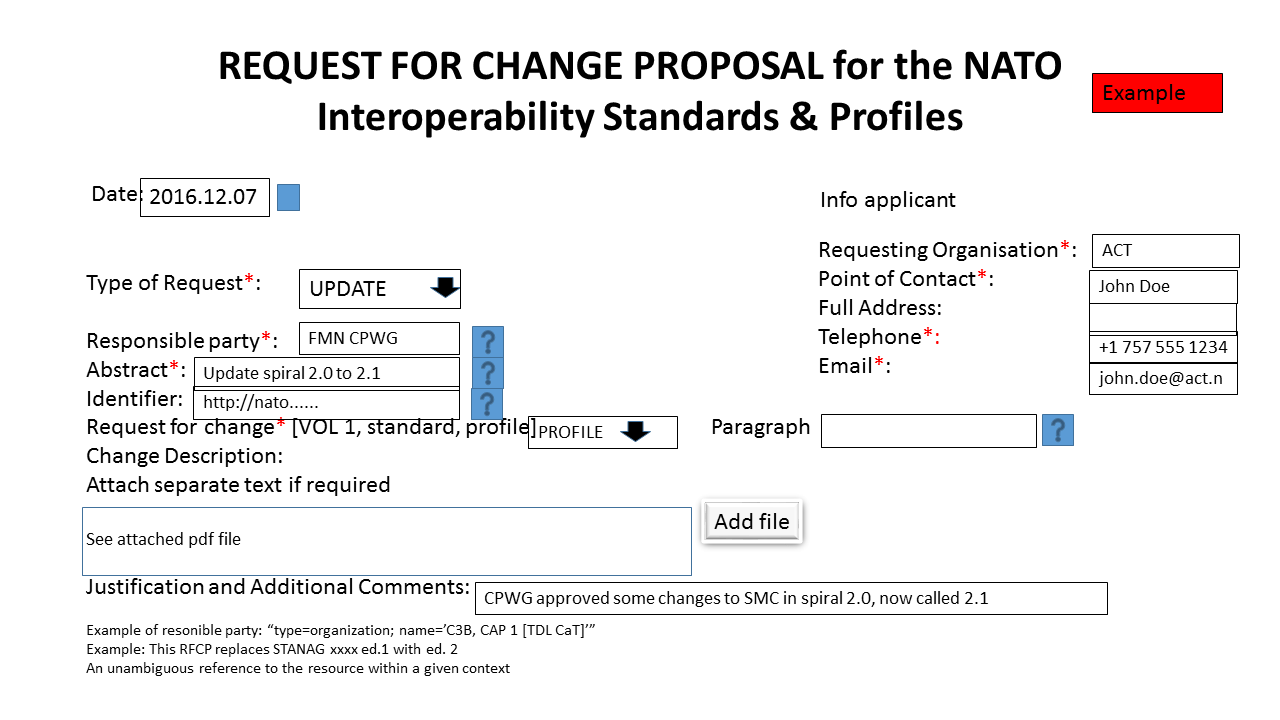 REQUEST FOR CHANGE PROPOSAL for the NATO
Interoperability Standards & Profiles
Example
Date: 2016.12.07
Info applicant
Requesting Organisation*: ACT
Type of Request*: UPDATE
Point of Contact*: John Doe
Full Address:
Responsible party*: FMN CPWG ?
Telephone*: +1 757 555 1234
Abstract*: Update spiral 2.0 to 2.1 ?
Email*: john.doe@act.n
Identifier: http://nato...... ?
Request for change* [VOL 1, standard, profile] PROFILE Paragraph ?
Change Description:
Attach separate text if required
See attached pdf file
Add file
Justification and Additional Comments: CPWG approved some changes to SMC in spiral 2.0, now called 2.1
Example of resonible party: “type=organization; name=’C3B, CAP 1 [TDL CaT]’”
Example: This RFCP replaces STANAG xxxx ed.1 with ed. 2
An unambiguous reference to the resource within a given context